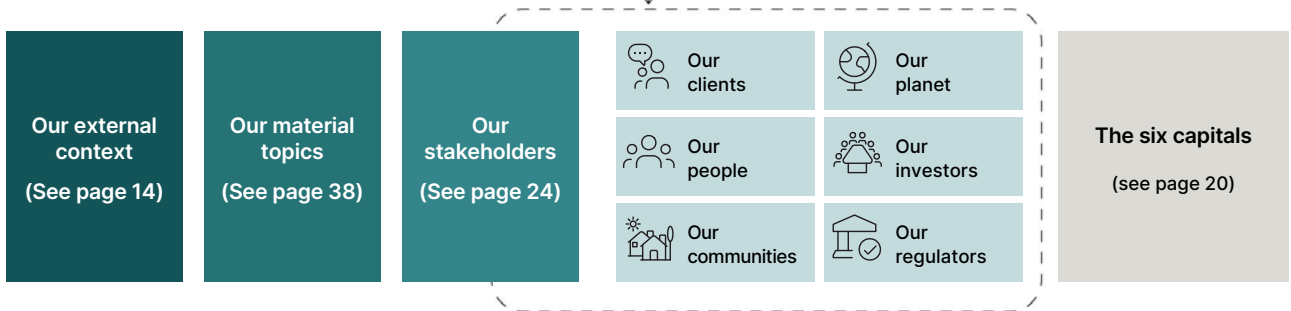 Our external
context
(See page 14)
Our material
topics
(See page 38)
Our
stakeholders
(See page 24)
Our
clients
Our
planet
Our
people
Our
investors
Our
communities
Our
regulators
The six capitals
(see page 20)